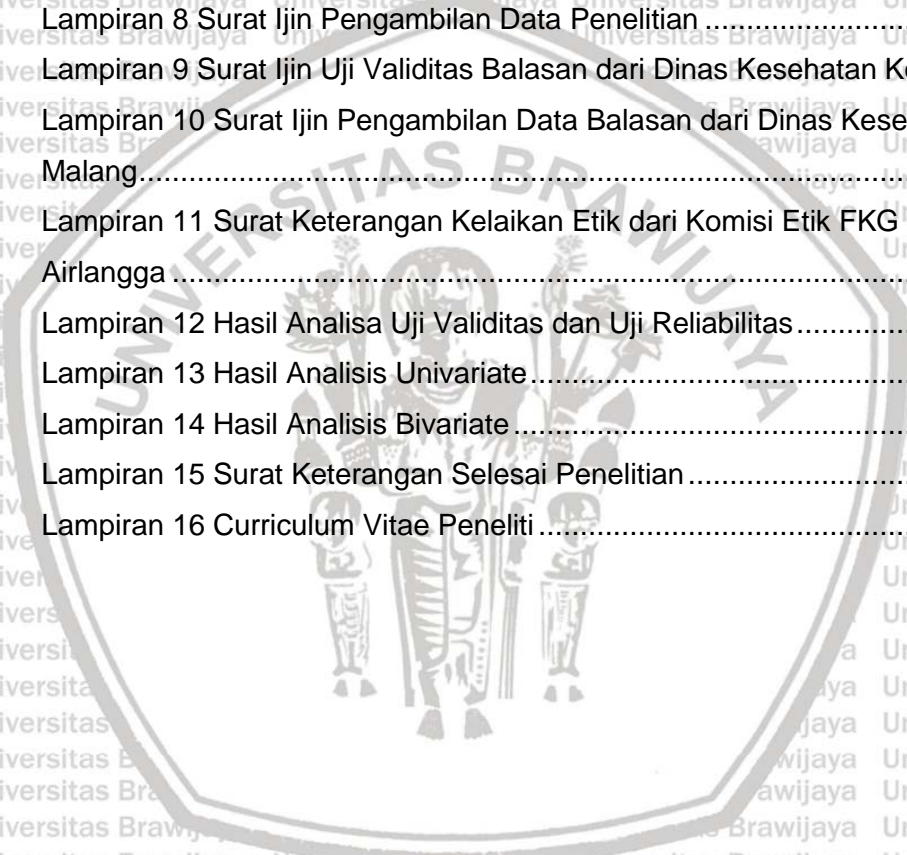 Lampiran 8 Surat Ijin Pengambilan Data Penelitian
Lampiran 9 Surat Ijin Uji Validitas Balasan dari Dinas Kesehatan
Lampiran 10 Surat Ijin Pengambilan Data Balasan dari Dinas
Malang
Lampiran 11 Surat Keterangan Kelaikan Etik dari Komisi Etik FKG
Airlangga
Lampiran 12 Hasil Analisa Uji Validitas dan Uji Reliabilitas
Lampiran 13 Hasil Analisis Univariate
Lampiran 14 Hasil Analisis Bivariate
Lampiran 15 Surat Keterangan Selesai Penelitian
Lampiran 16 Curriculum Vitae Peneliti
UNIVERSITAS BRAWIJAYA